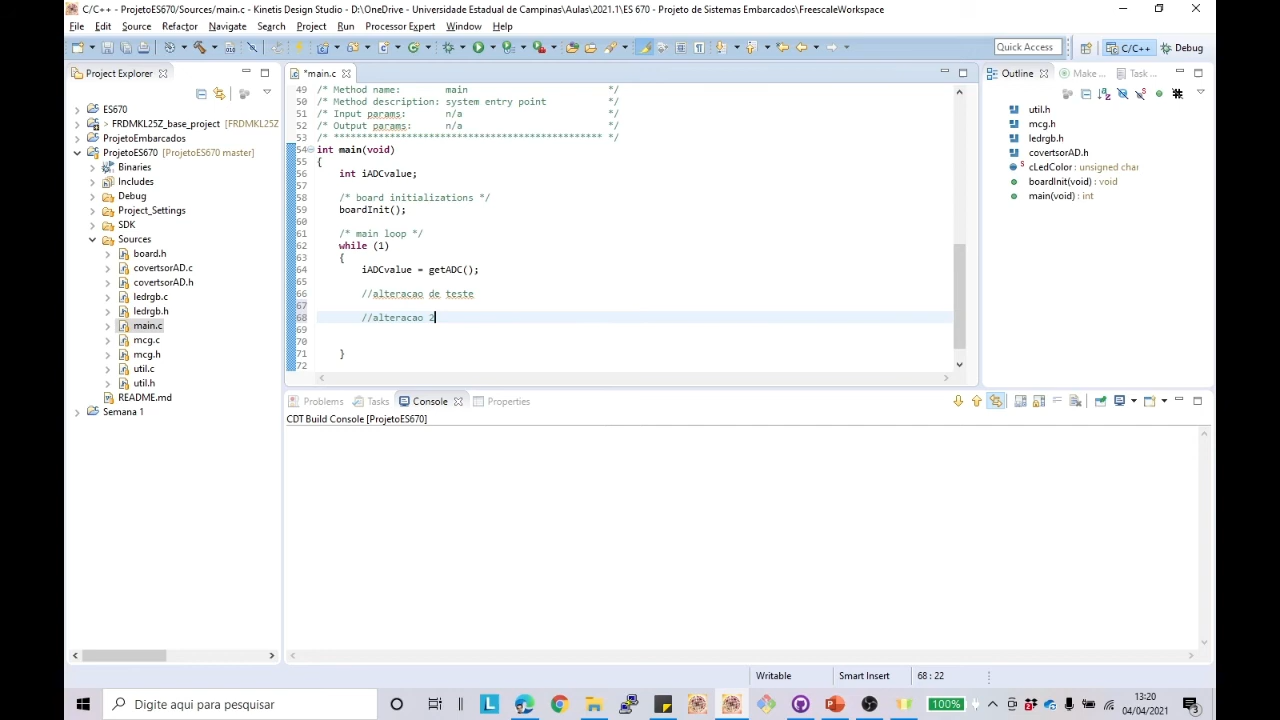 C/C++ - ProjetoES670/Sources/main.c - Kinetis Design Studio - D:\OneDrive - Universidade Estadual de Campinas\Aulas\2021.1\ES 670 - Projeto de Sistemas Embarcados\FreescaleWorkspace
File Edit Source Refactor Navigate Search Project Run Processor Expert Window Help
Quick Access C/C++ Debug
Project Explorer
ES670
> FRDMKL25Z_base_project [FRDMKL25Z
ProjetoEmbarcados
ProjetoES670 [ProjetoES670 master]
Binaries
Includes
Debug
Project_Settings
SDK
Sources
board.h
covertsorAD.c
covertsorAD.h
ledrgb.c
ledrgb.h
main.c
mcg.c
mcg.h
util.c
util.h
README.md
Semana 1
*main.c
49 /* Method name: main */
50 /* Method description: system entry point */
51 /* Input params: n/a */
52 /* Output params: n/a */
53 /* ******************************************** */
54 int main(void)
55 {
56 int iADCvalue;
57
58 /* board initializations */
59 boardInit();
60
61 /* main loop */
62 while (1)
63 {
64 iADCvalue = getADC();
65
66 //alteracao de teste
67
68 //alteracao 2
69
70
71 }
72
Outline Make ... Task ...
util.h
mcg.h
ledrgb.h
covertsorAD.h
cLedColor : unsigned char
boardInit(void) : void
main(void) : int
Problems Tasks Console Properties
CDT Build Console [ProjetoES670]
Writable Smart Insert 68 : 22
Digite aqui para pesquisar
100%
13:20
04/04/2021